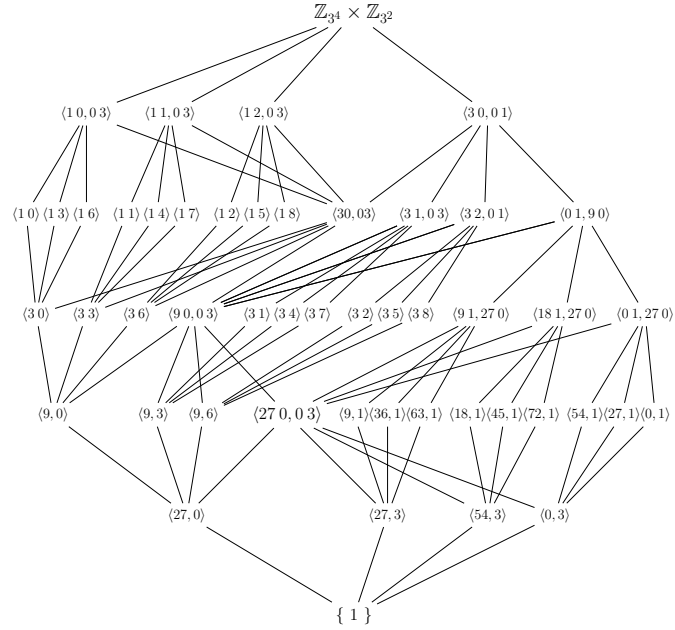 ℤ_{3^4} × ℤ_{3^2}
⟨1 0, 0 3⟩ ⟨1 1, 0 3⟩ ⟨1 2, 0 3⟩ ⟨3 0, 0 1⟩
⟨1 0⟩ ⟨1 3⟩ ⟨1 6⟩ ⟨1 1⟩ ⟨1 4⟩ ⟨1 7⟩ ⟨1 2⟩ ⟨1 5⟩ ⟨1 8⟩ ⟨30, 03⟩ ⟨3 1, 0 3⟩ ⟨3 2, 0 1⟩ ⟨0 1, 9 0⟩
⟨3 0⟩ ⟨3 3⟩ ⟨3 6⟩ ⟨9 0, 0 3⟩ ⟨3 1⟩ ⟨3 4⟩ ⟨3 7⟩ ⟨3 2⟩ ⟨3 5⟩ ⟨3 8⟩ ⟨9 1, 27 0⟩ ⟨18 1, 27 0⟩ ⟨0 1, 27 0⟩
⟨9, 0⟩ ⟨9, 3⟩ ⟨9, 6⟩ ⟨27 0, 0 3⟩ ⟨9, 1⟩ ⟨36, 1⟩ ⟨63, 1⟩ ⟨18, 1⟩ ⟨45, 1⟩ ⟨72, 1⟩ ⟨54, 1⟩ ⟨27, 1⟩ ⟨0, 1⟩
⟨27, 0⟩ ⟨27, 3⟩ ⟨54, 3⟩ ⟨0, 3⟩
{ 1 }